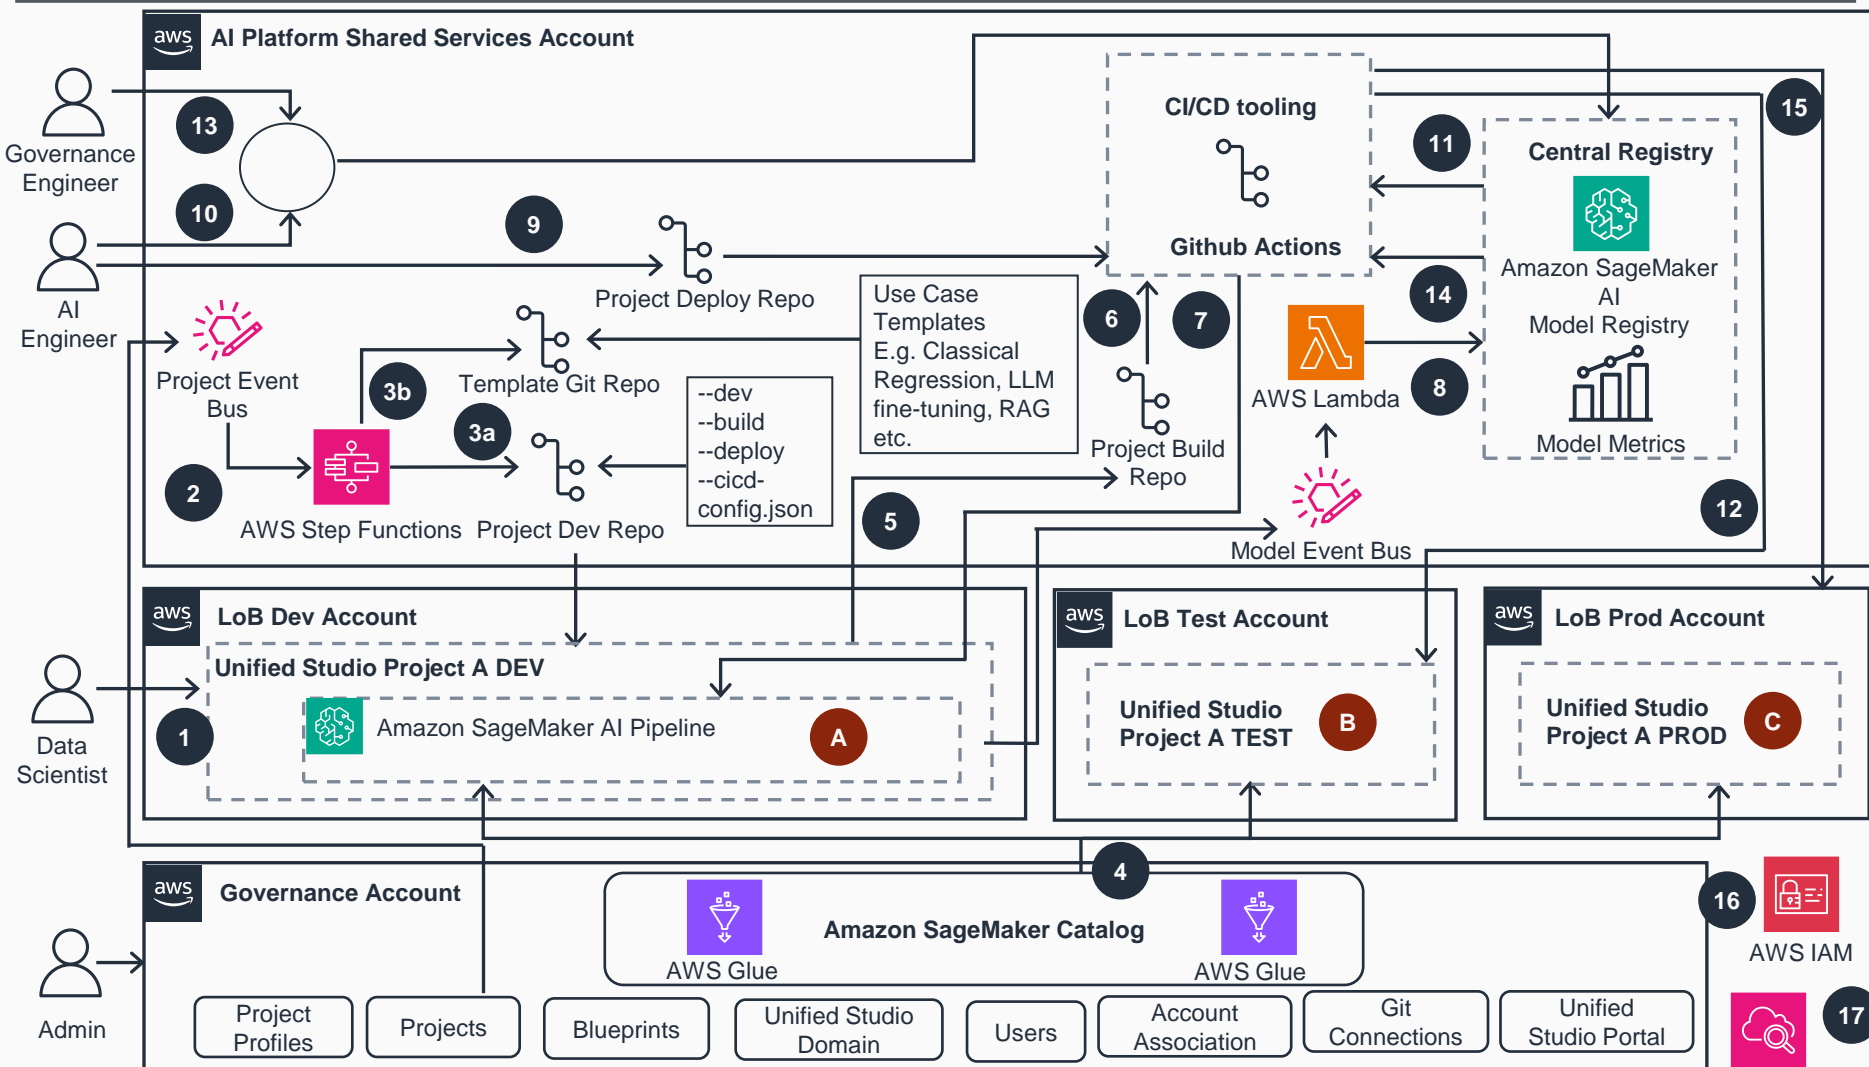 aws
AI Platform Shared Services Account
13
Governance
Engineer
10
AI
Engineer
9
Project Deploy Repo
CI/CD tooling
Github Actions
11
15
Central Registry
Amazon SageMaker
AI
Model Registry
Model Metrics
14
6
7
8
AWS Lambda
Project Event
Bus
3b
Template Git Repo
Use Case
Templates
E.g. Classical
Regression, LLM
fine-tuning, RAG
etc.
--dev
--build
--deploy
--cicd-
config.json
3a
2
AWS Step Functions
Project Dev Repo
5
Project Build
Repo
Model Event Bus
12
aws
LoB Dev Account
Unified Studio Project A DEV
Amazon SageMaker AI Pipeline
A
1
Data
Scientist
aws
LoB Test Account
Unified Studio
Project A TEST
B
aws
LoB Prod Account
Unified Studio
Project A PROD
C
4
aws
Governance Account
Amazon SageMaker Catalog
AWS Glue
AWS Glue
16
AWS IAM
17
Admin
Project
Profiles
Projects
Blueprints
Unified Studio
Domain
Users
Account
Association
Git
Connections
Unified
Studio Portal